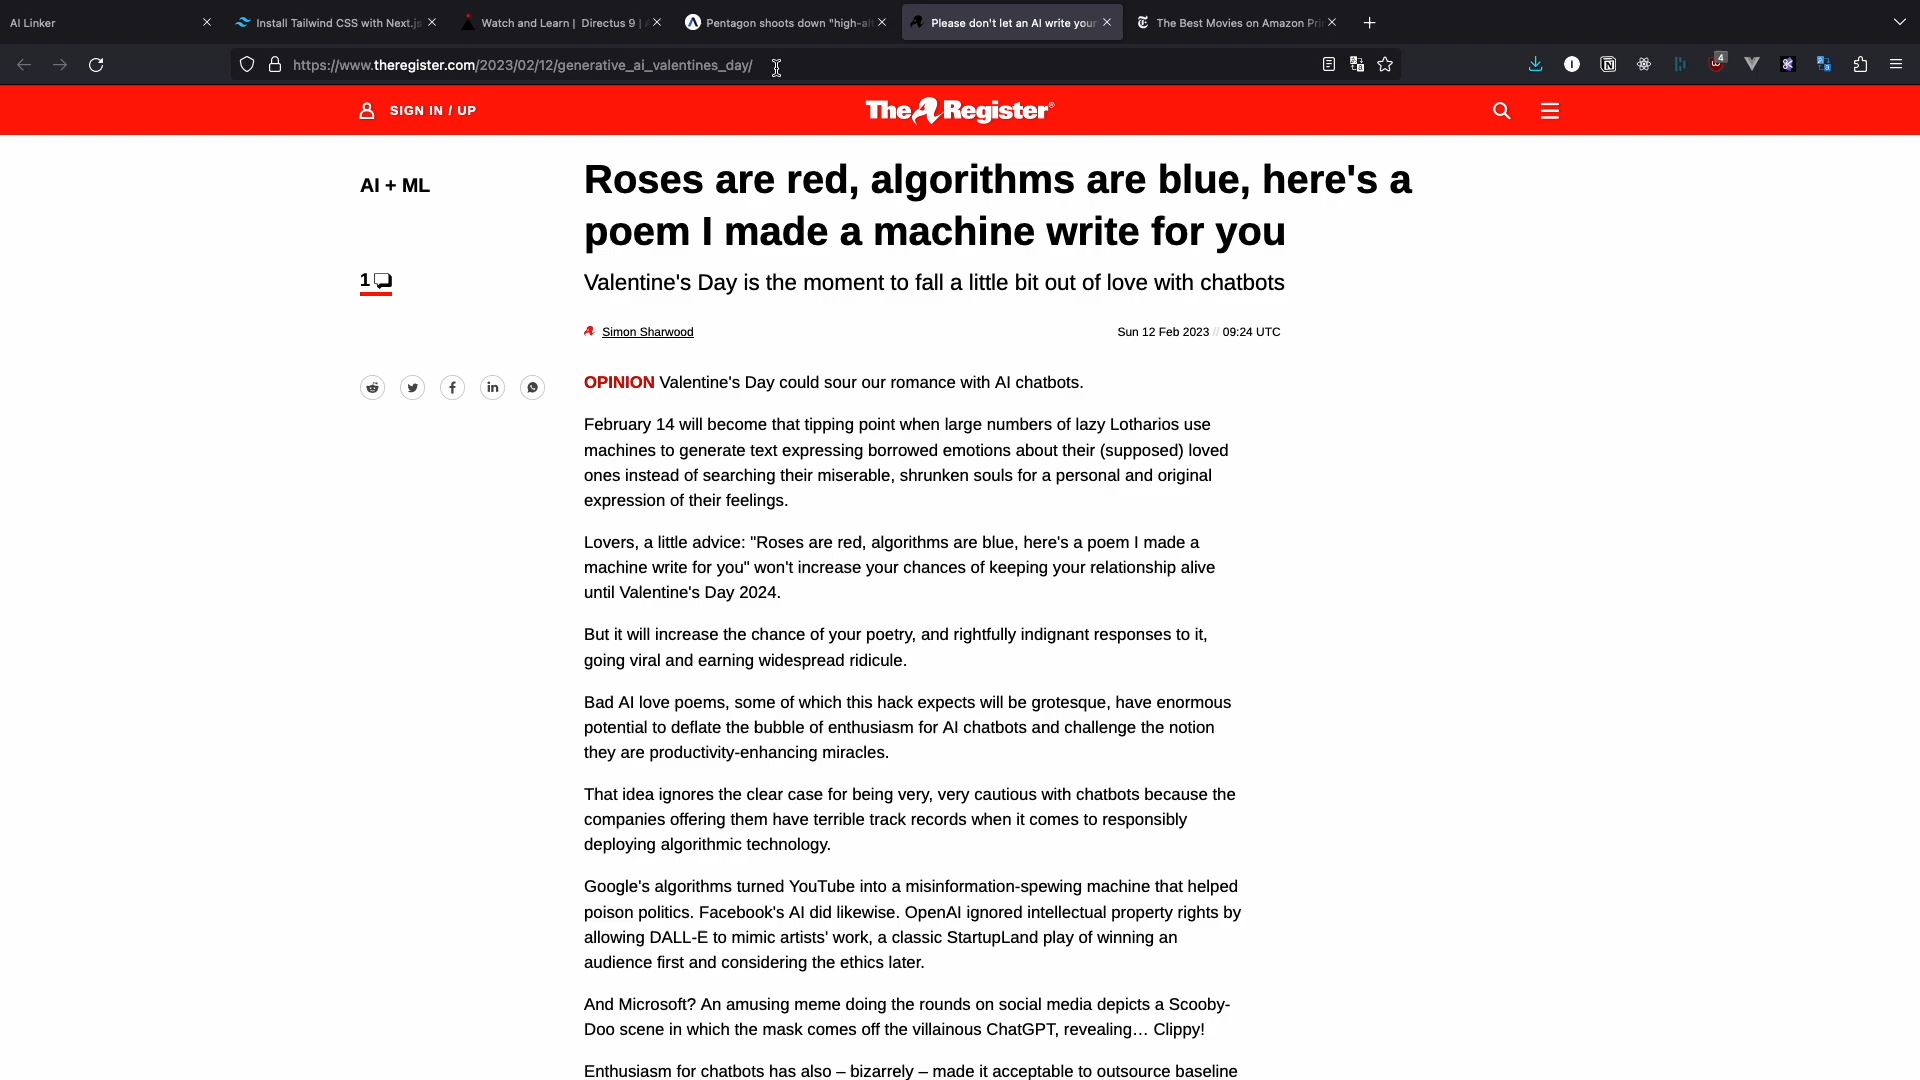 AI Linker
Install Tailwind CSS with Next.js
Watch and Learn | Directus 9 | A
Pentagon shoots down "high-alt
Please don't let an AI write your
The Best Movies on Amazon Pri
https://www.theregister.com/2023/02/12/generative_ai_valentines_day/
4
SIGN IN / UP
The Register®
AI + ML
Roses are red, algorithms are blue, here's a
poem I made a machine write for you
1
Valentine's Day is the moment to fall a little bit out of love with chatbots
Simon Sharwood
Sun 12 Feb 2023 // 09:24 UTC
OPINION Valentine's Day could sour our romance with AI chatbots.
February 14 will become that tipping point when large numbers of lazy Lotharios use
machines to generate text expressing borrowed emotions about their (supposed) loved
ones instead of searching their miserable, shrunken souls for a personal and original
expression of their feelings.
Lovers, a little advice: "Roses are red, algorithms are blue, here's a poem I made a
machine write for you" won't increase your chances of keeping your relationship alive
until Valentine's Day 2024.
But it will increase the chance of your poetry, and rightfully indignant responses to it,
going viral and earning widespread ridicule.
Bad AI love poems, some of which this hack expects will be grotesque, have enormous
potential to deflate the bubble of enthusiasm for AI chatbots and challenge the notion
they are productivity-enhancing miracles.
That idea ignores the clear case for being very, very cautious with chatbots because the
companies offering them have terrible track records when it comes to responsibly
deploying algorithmic technology.
Google's algorithms turned YouTube into a misinformation-spewing machine that helped
poison politics. Facebook's AI did likewise. OpenAI ignored intellectual property rights by
allowing DALL-E to mimic artists' work, a classic StartupLand play of winning an
audience first and considering the ethics later.
And Microsoft? An amusing meme doing the rounds on social media depicts a Scooby-
Doo scene in which the mask comes off the villainous ChatGPT, revealing… Clippy!
Enthusiasm for chatbots has also – bizarrely – made it acceptable to outsource baseline